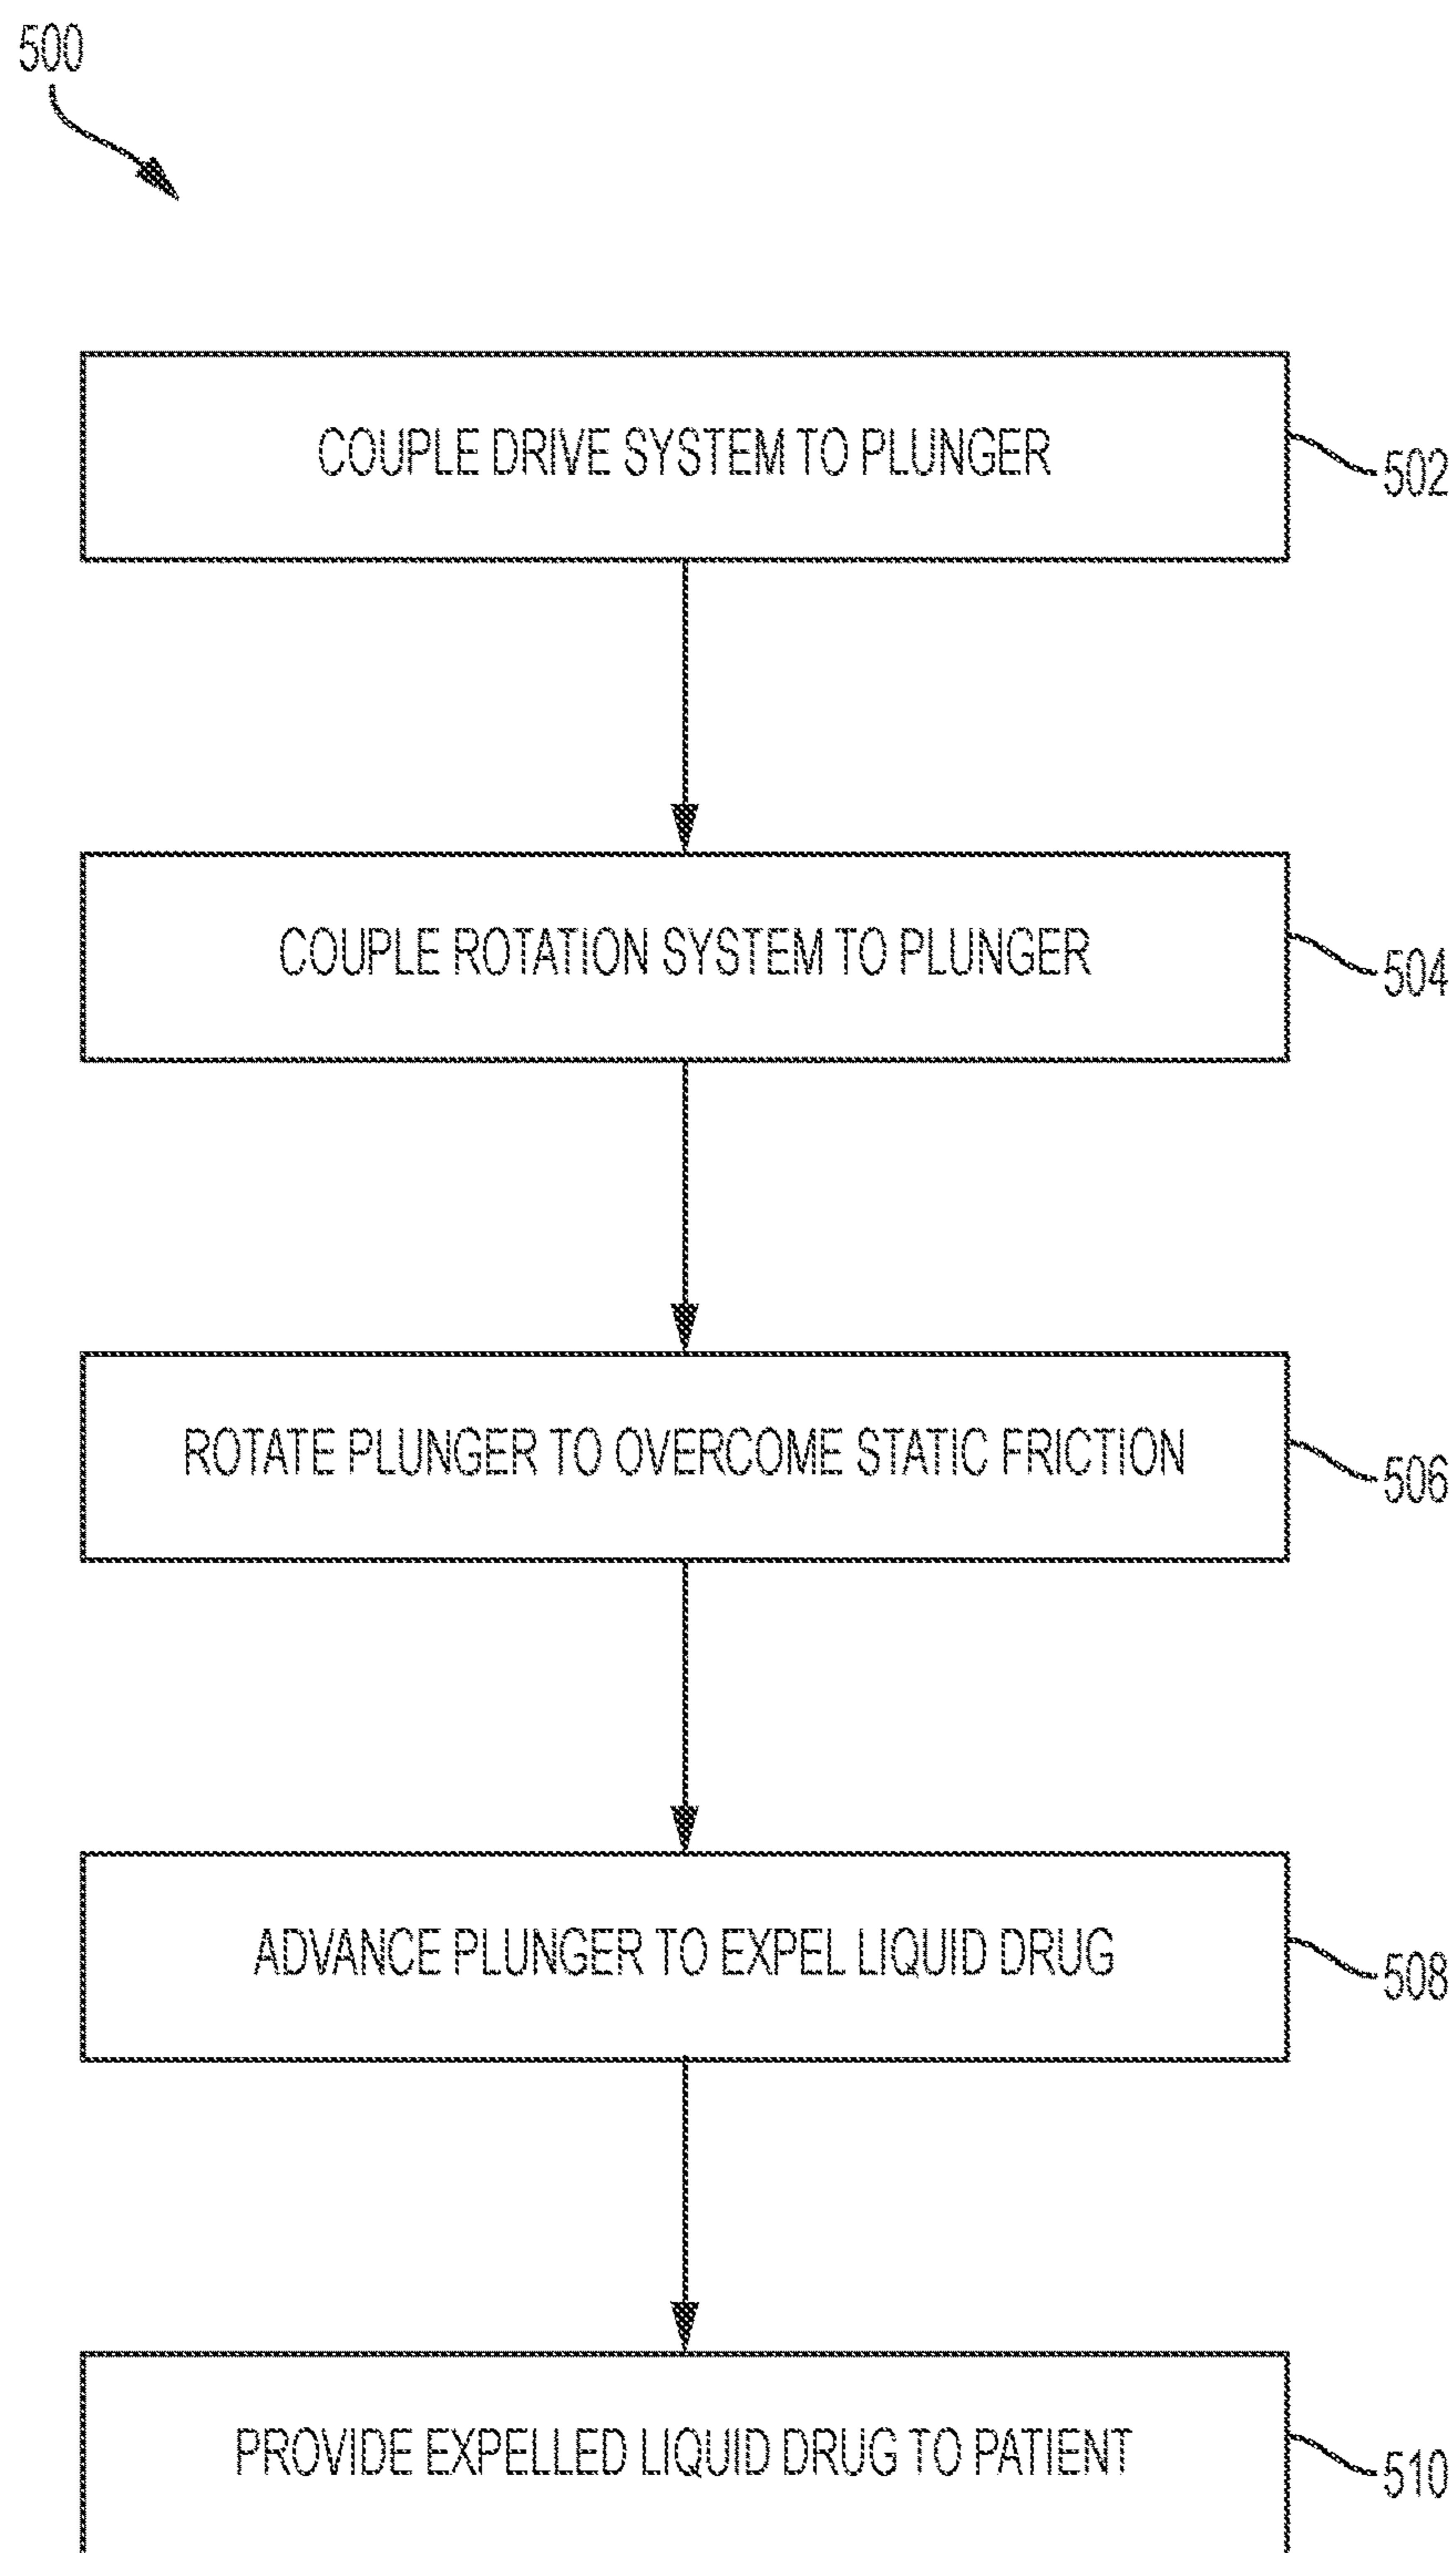 500
COUPLE DRIVE SYSTEM TO PLUNGER
502
COUPLE ROTATION SYSTEM TO PLUNGER
504
ROTATE PLUNGER TO OVERCOME STATIC FRICTION
506
ADVANCE PLUNGER TO EXPEL LIQUID DRUG
508
PROVIDE EXPELLED LIQUID DRUG TO PATIENT
510